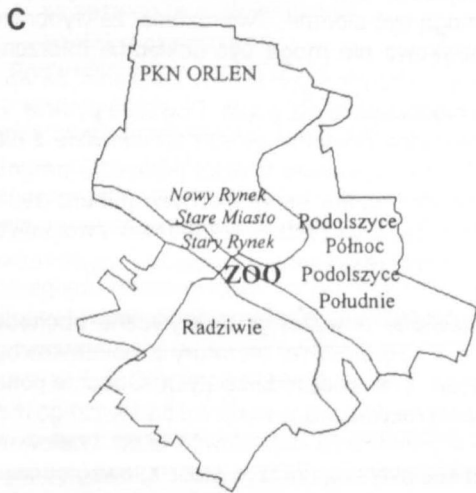 C
PKN ORLEN
Nowy Rynek
Stare Miasto
Stary Rynek
Podolszyce
Północ
ZOO
Podolszyce
Południe
Radziwie